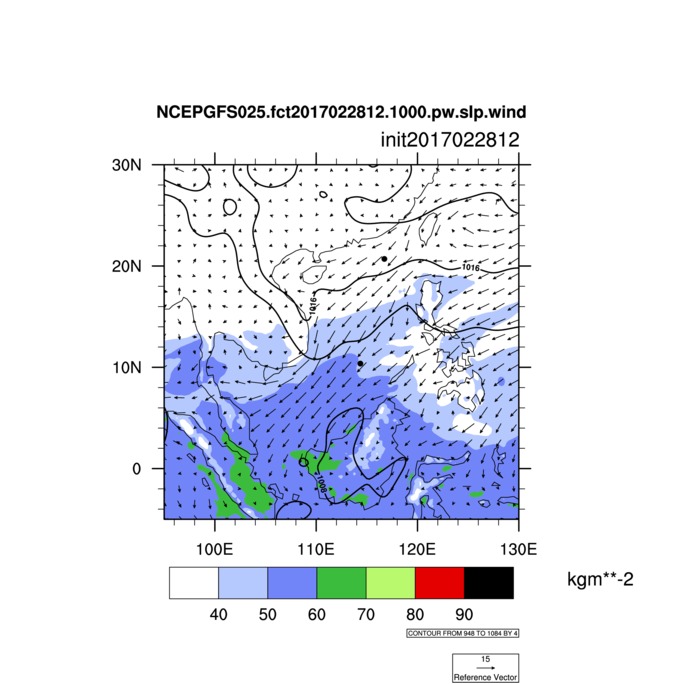 NCEPGFS025.fct2017022812.1000.pw.slp.wind
init2017022812
30N
20N
10N
0
1016
1016
1008
100E 110E 120E 130E
kgm**-2
40 50 60 70 80 90
CONTOUR FROM 948 TO 1084 BY 4
15
Reference Vector